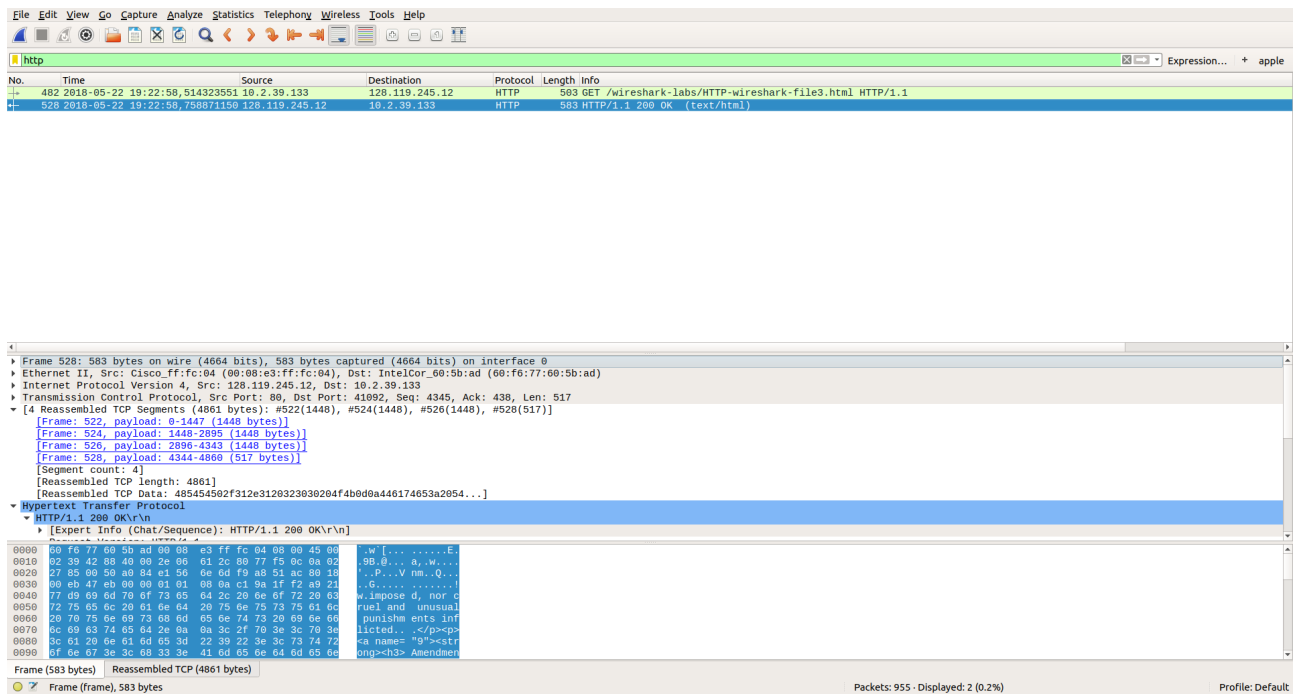 File Edit View Go Capture Analyze Statistics Telephony Wireless Tools Help
http Expression... + apple
No. Time Source Destination Protocol Length Info
482 2018-05-22 19:22:58,514323551 10.2.39.133 128.119.245.12 HTTP 503 GET /wireshark-labs/HTTP-wireshark-file3.html HTTP/1.1
528 2018-05-22 19:22:58,758871150 128.119.245.12 10.2.39.133 HTTP 583 HTTP/1.1 200 OK (text/html)
Frame 528: 583 bytes on wire (4664 bits), 583 bytes captured (4664 bits) on interface 0
Ethernet II, Src: Cisco_ff:fc:04 (00:08:e3:ff:fc:04), Dst: IntelCor_60:5b:ad (60:f6:77:60:5b:ad)
Internet Protocol Version 4, Src: 128.119.245.12, Dst: 10.2.39.133
Transmission Control Protocol, Src Port: 80, Dst Port: 41092, Seq: 4345, Ack: 438, Len: 517
[4 Reassembled TCP Segments (4861 bytes): #522(1448), #524(1448), #526(1448), #528(517)]
[Frame: 522, payload: 0-1447 (1448 bytes)]
[Frame: 524, payload: 1448-2895 (1448 bytes)]
[Frame: 526, payload: 2896-4343 (1448 bytes)]
[Frame: 528, payload: 4344-4860 (517 bytes)]
[Segment count: 4]
[Reassembled TCP length: 4861]
[Reassembled TCP Data: 485454502f312e3120323030204f4b0d0a446174653a2054...]
Hypertext Transfer Protocol
HTTP/1.1 200 OK\r\n
[Expert Info (Chat/Sequence): HTTP/1.1 200 OK\r\n]
0000 60 f6 77 60 5b ad 00 08 e3 ff fc 04 08 00 45 00 `.w`[... ......E.
0010 02 39 42 88 40 00 2e 06 61 2c 80 77 f5 0c 0a 02 .9B.@... a,.w....
0020 27 85 00 50 a0 84 e1 56 6e 6d f9 a8 51 ac 80 18 '..P...V nm..Q...
0030 00 eb 47 eb 00 00 01 01 08 0a c1 9a 1f f2 a9 21 ..G..... .......!
0040 77 d9 69 6d 70 6f 73 65 64 2c 20 6e 6f 72 20 63 w.impose d, nor c
0050 72 75 65 6c 20 61 6e 64 20 75 6e 75 73 75 61 6c ruel and unusual
0060 20 70 75 6e 69 73 68 6d 65 6e 74 73 20 69 6e 66 punishm ents inf
0070 6c 69 63 74 65 64 2e 0a 0a 3c 2f 70 3e 3c 70 3e licted.. .</p><p>
0080 3c 61 20 6e 61 6d 65 3d 22 39 22 3e 3c 73 74 72 <a name= "9"><str
0090 6f 6e 67 3e 3c 68 33 3e 41 6d 65 6e 64 6d 65 6e ong><h3> Amendmen
Frame (583 bytes) Reassembled TCP (4861 bytes)
Frame (frame), 583 bytes Packets: 955 · Displayed: 2 (0.2%) Profile: Default